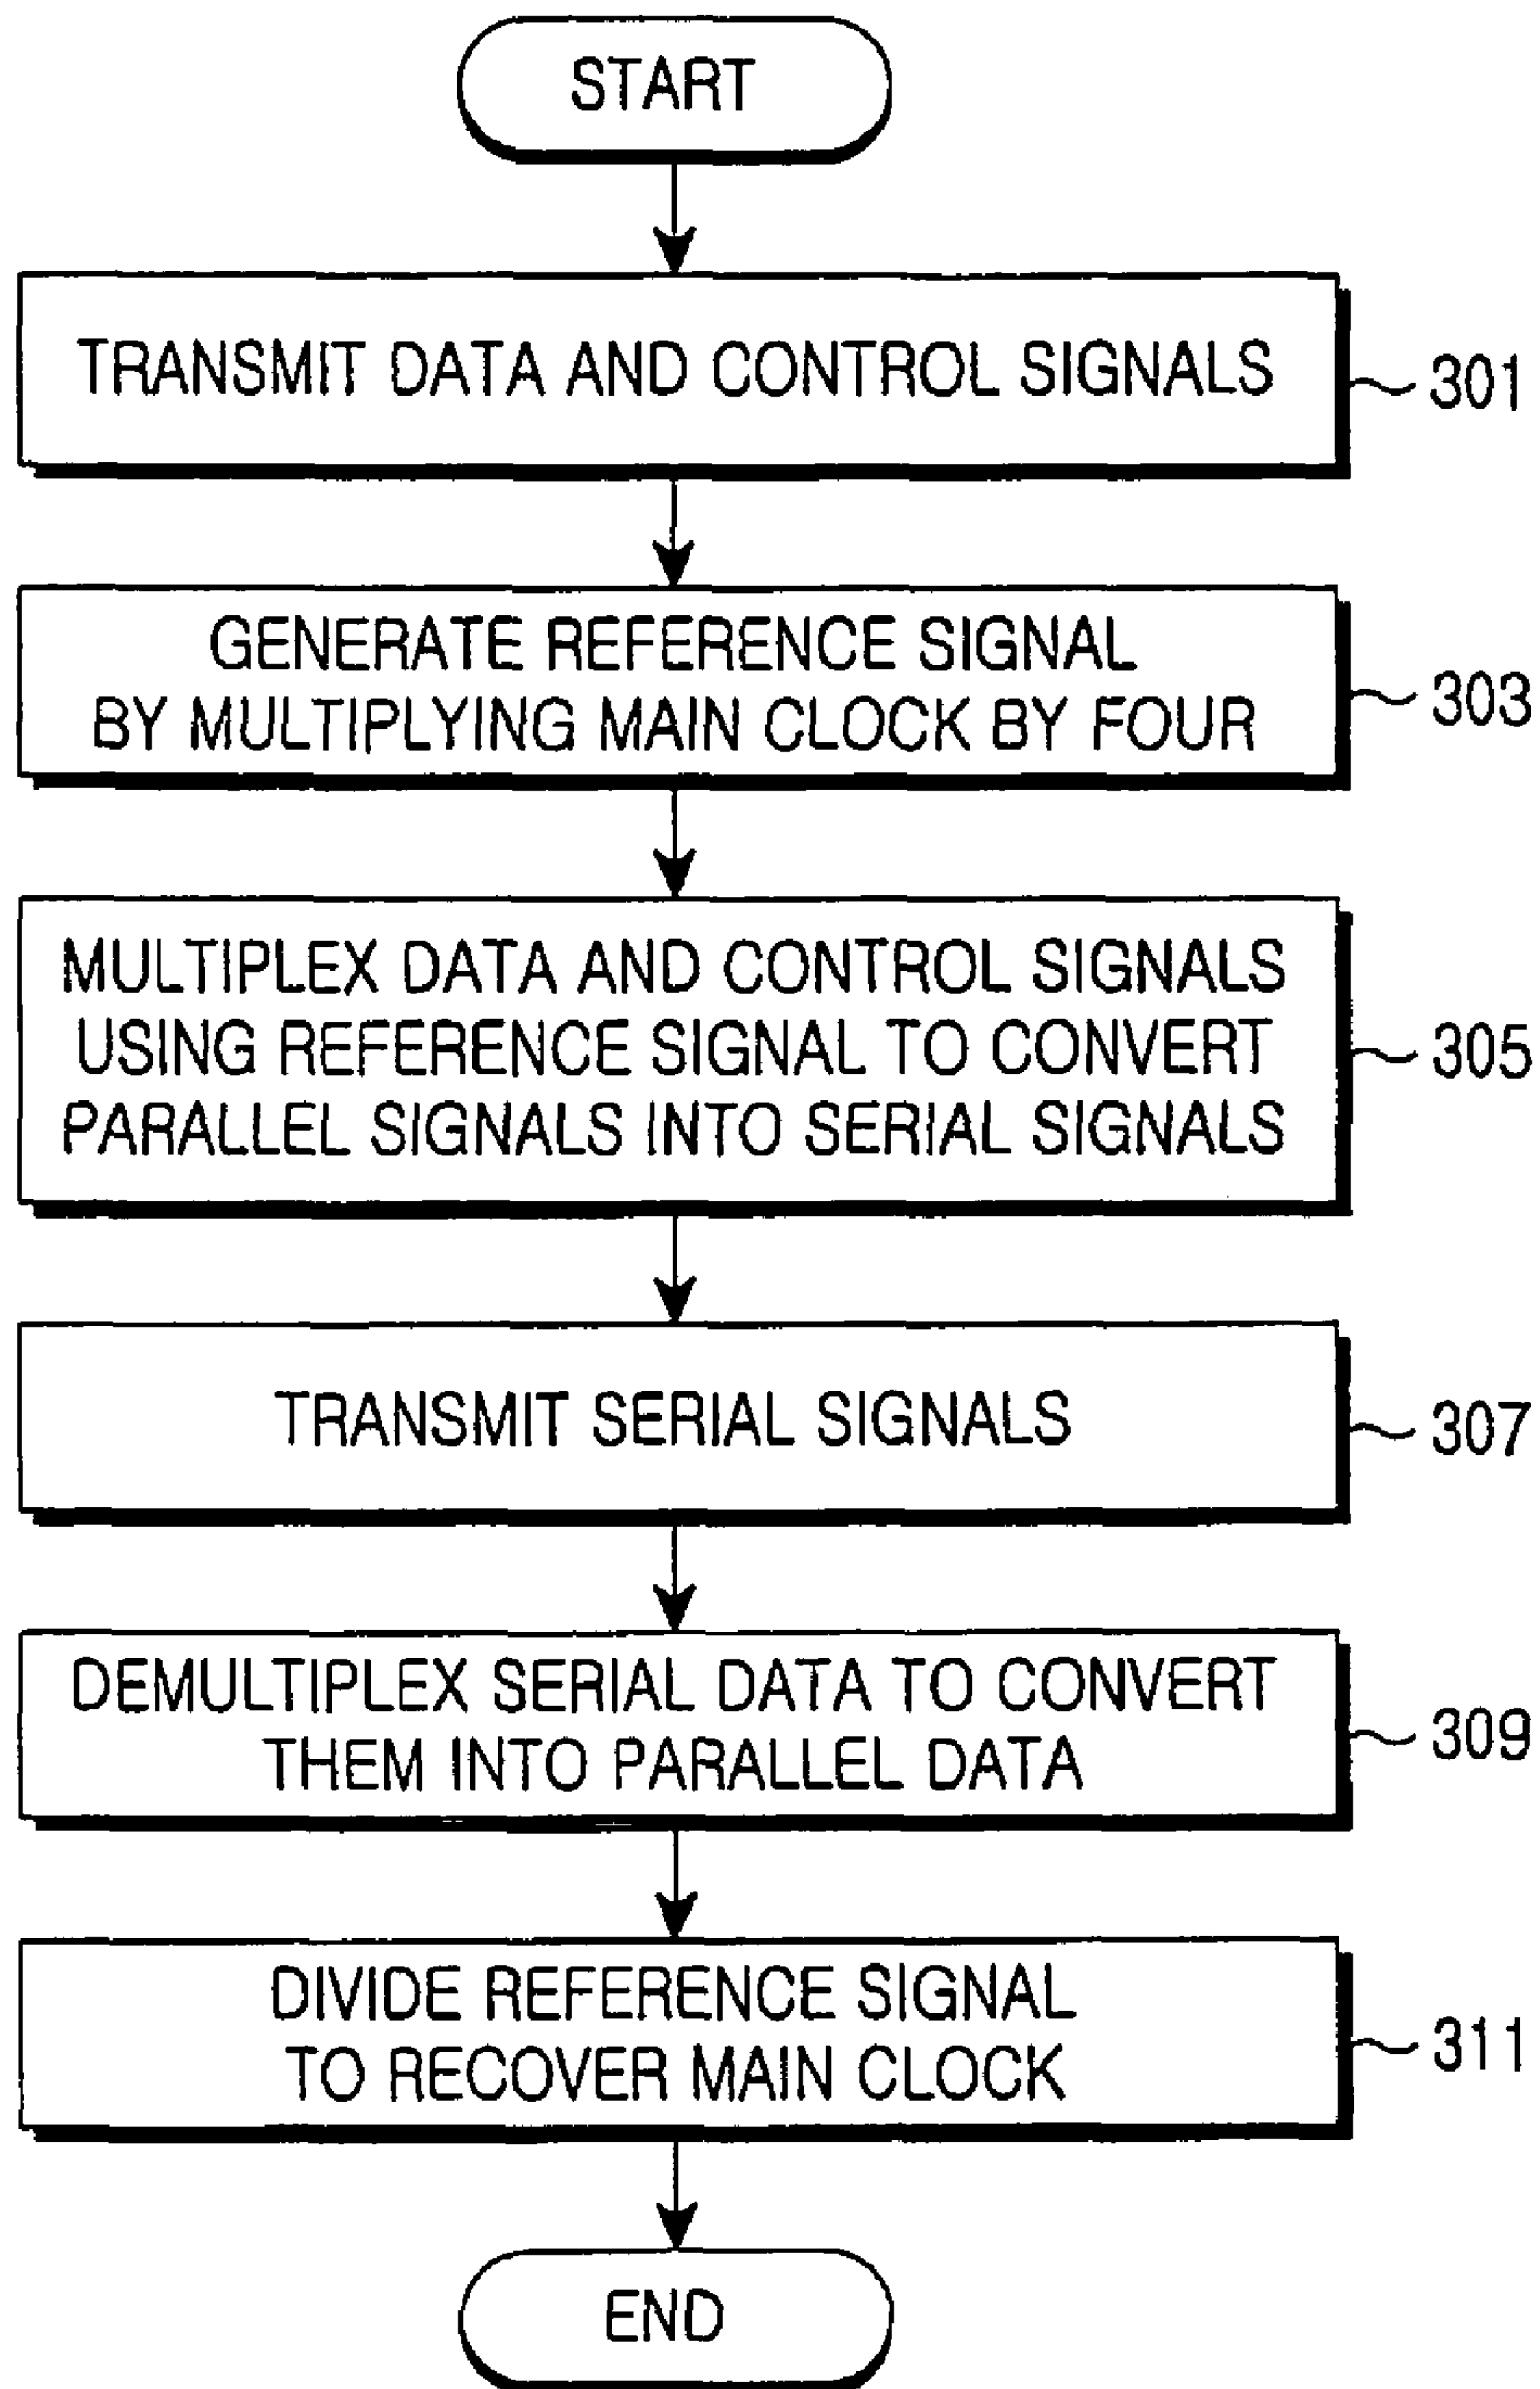 START
TRANSMIT DATA AND CONTROL SIGNALS
301
GENERATE REFERENCE SIGNAL
BY MULTIPLYING MAIN CLOCK BY FOUR
303
MULTIPLEX DATA AND CONTROL SIGNALS
USING REFERENCE SIGNAL TO CONVERT
PARALLEL SIGNALS INTO SERIAL SIGNALS
305
TRANSMIT SERIAL SIGNALS
307
DEMULTIPLEX SERIAL DATA TO CONVERT
THEM INTO PARALLEL DATA
309
DIVIDE REFERENCE SIGNAL
TO RECOVER MAIN CLOCK
311
END